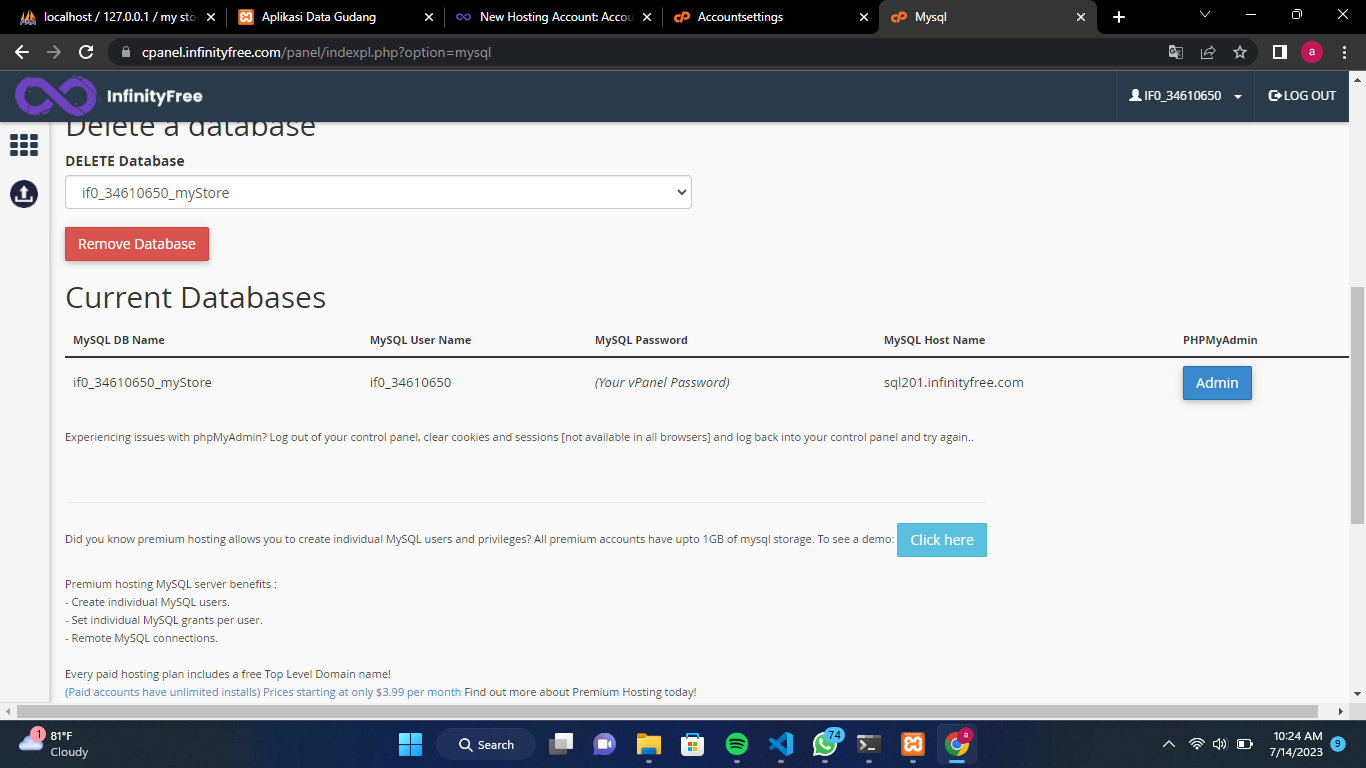 localhost / 127.0.0.1 / my sto
Aplikasi Data Gudang
New Hosting Account: Accou
Accountsettings
Mysql
cpanel.infinityfree.com/panel/indexpl.php?option=mysql
a
InfinityFree
IF0_34610650
LOG OUT
Delete a database
DELETE Database
if0_34610650_myStore
Remove Database
Current Databases
MySQL DB Name MySQL User Name MySQL Password MySQL Host Name PHPMyAdmin
if0_34610650_myStore if0_34610650 (Your vPanel Password) sql201.infinityfree.com Admin
Experiencing issues with phpMyAdmin? Log out of your control panel, clear cookies and sessions [not available in all browsers] and log back into your control panel and try again..
Did you know premium hosting allows you to create individual MySQL users and privileges? All premium accounts have upto 1GB of mysql storage. To see a demo: Click here
Premium hosting MySQL server benefits :
- Create individual MySQL users.
- Set individual MySQL grants per user.
- Remote MySQL connections.
Every paid hosting plan includes a free Top Level Domain name!
(Paid accounts have unlimited installs) Prices starting at only $3.99 per month Find out more about Premium Hosting today!
1
81°F
Cloudy
Search
74
a
10:24 AM
7/14/2023
9